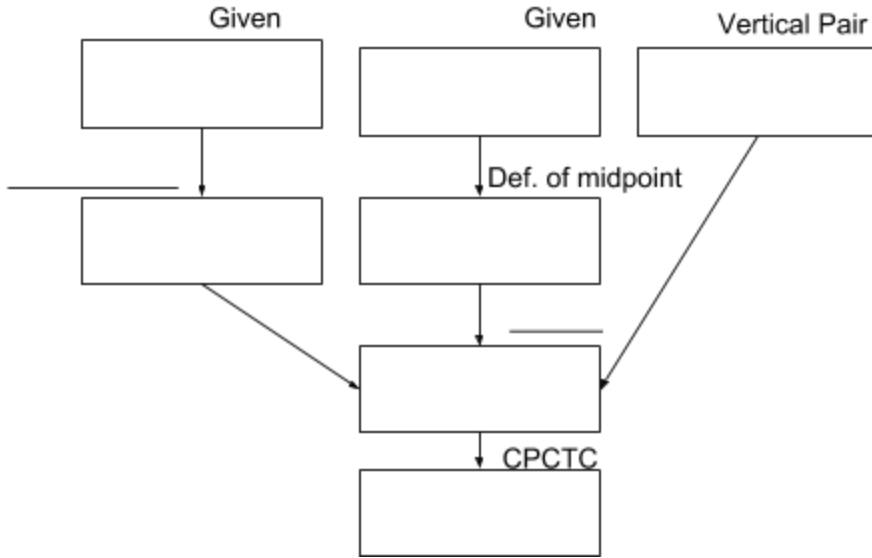 Given
Given
Vertical Pair
Def. of midpoint
CPCTC